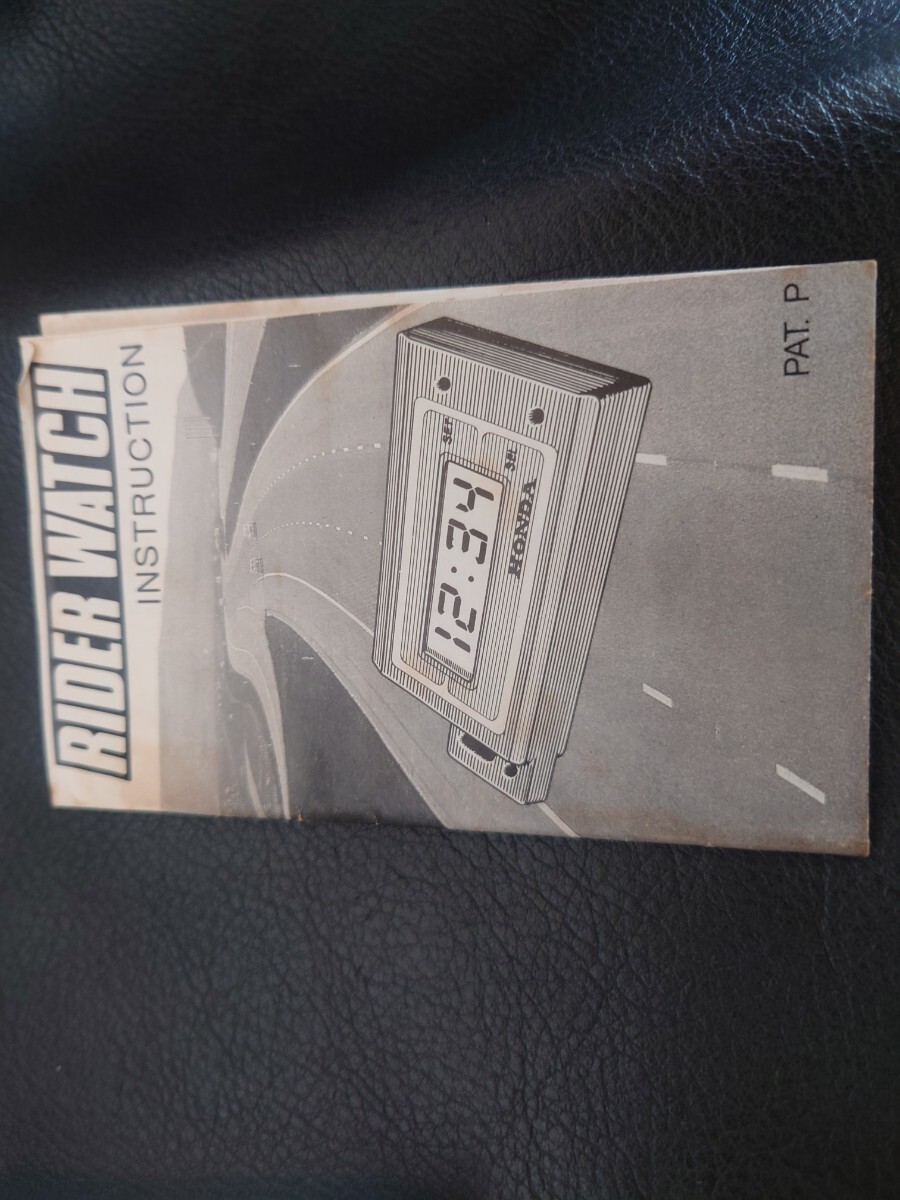 RIDER WATCH
INSTRUCTION
SET
SEL
12:34
HONDA
PAT. P